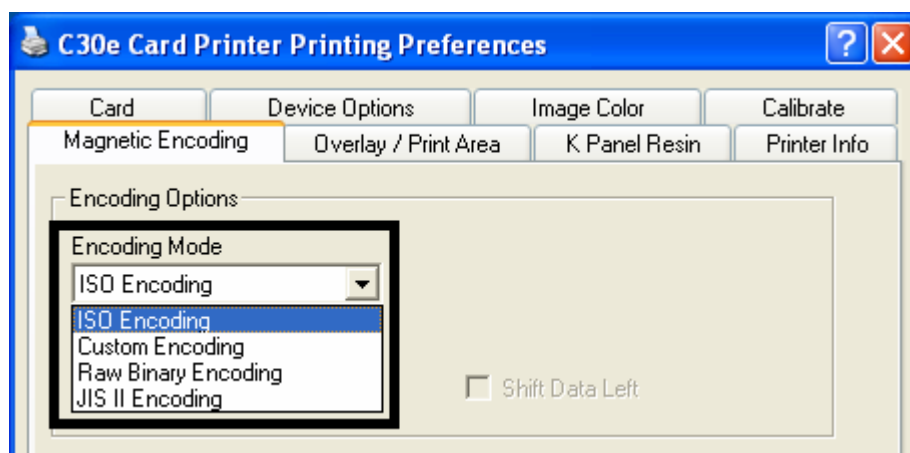 C30e Card Printer Printing Preferences
Card Device Options Image Color Calibrate
Magnetic Encoding Overlay / Print Area K Panel Resin Printer Info
Encoding Options
Encoding Mode
ISO Encoding
ISO Encoding
Custom Encoding
Raw Binary Encoding
JIS II Encoding
Shift Data Left